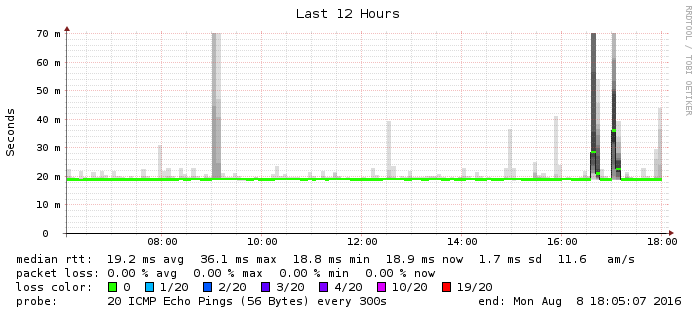 Last 12 Hours
RRDTOOL / TOBI OETIKER
Seconds
70 m
60 m
50 m
40 m
30 m
20 m
10 m
0
08:00 10:00 12:00 14:00 16:00 18:00
median rtt: 19.2 ms avg 36.1 ms max 18.8 ms min 18.9 ms now 1.7 ms sd 11.6 am/s
packet loss: 0.00 % avg 0.00 % max 0.00 % min 0.00 % now
loss color: 0 1/20 2/20 3/20 4/20 10/20 19/20
probe: 20 ICMP Echo Pings (56 Bytes) every 300s end: Mon Aug 8 18:05:07 2016